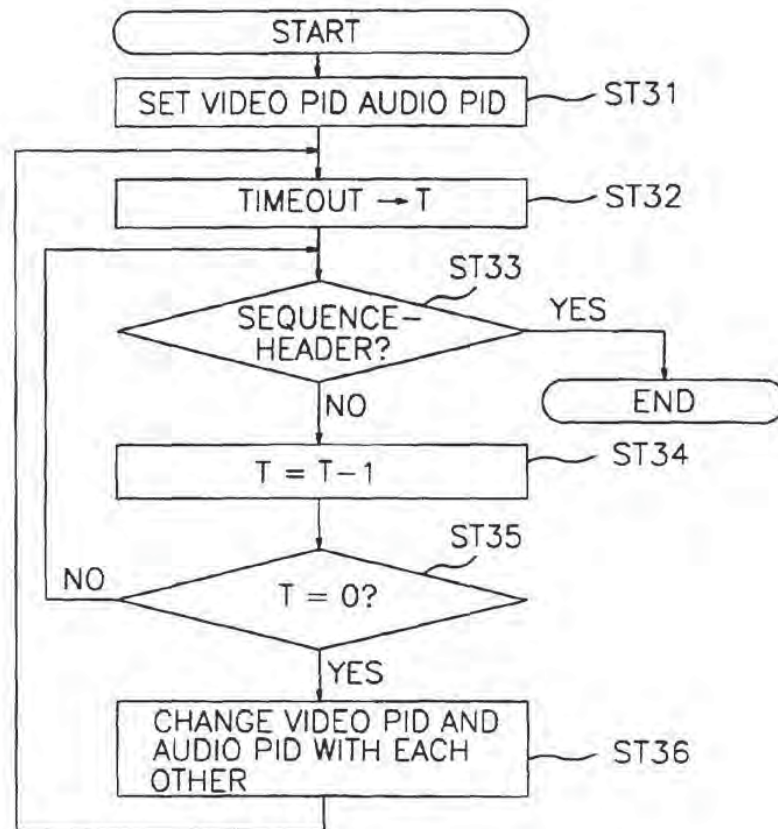 START
SET VIDEO PID AUDIO PID
ST31
TIMEOUT → T
ST32
ST33
SEQUENCE-
HEADER?
YES
END
NO
T = T-1
ST34
ST35
NO
T = 0?
YES
CHANGE VIDEO PID AND
AUDIO PID WITH EACH
OTHER
ST36